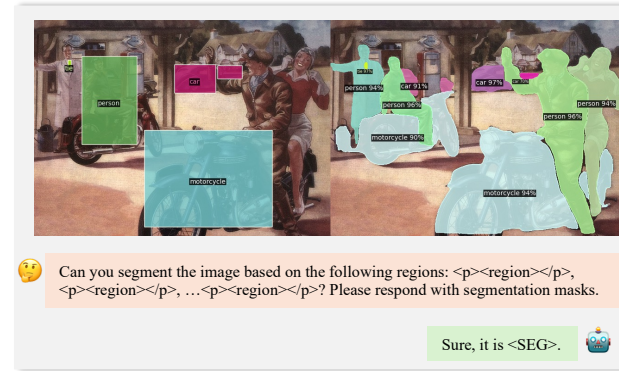 person
car
motorcycle
person 94%
car 91%
person 96%
motorcycle 90%
car 97%
person 94%
person 96%
motorcycle 94%
Can you segment the image based on the following regions: <p><region></p>,
<p><region></p>, …<p><region></p>? Please respond with segmentation masks.
Sure, it is <SEG>.